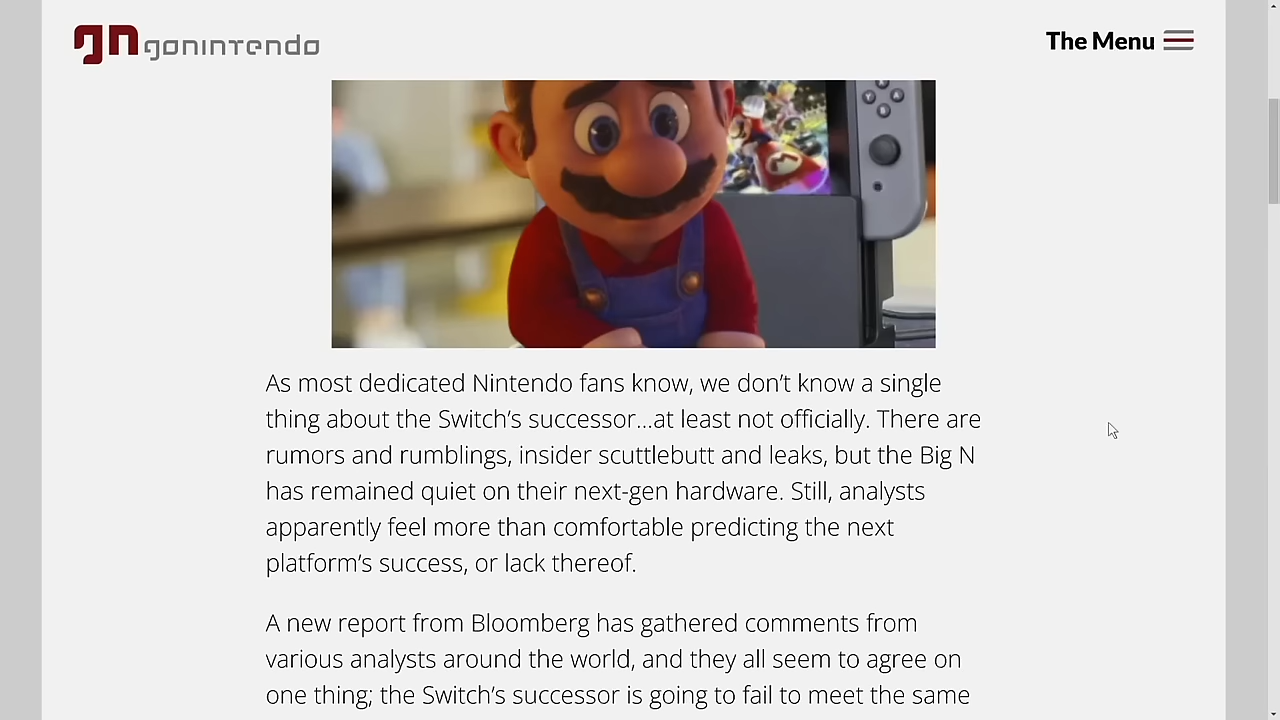 gonintendo
The Menu
As most dedicated Nintendo fans know, we don’t know a single
thing about the Switch’s successor…at least not officially. There are
rumors and rumblings, insider scuttlebutt and leaks, but the Big N
has remained quiet on their next-gen hardware. Still, analysts
apparently feel more than comfortable predicting the next
platform’s success, or lack thereof.
A new report from Bloomberg has gathered comments from
various analysts around the world, and they all seem to agree on
one thing; the Switch’s successor is going to fail to meet the same